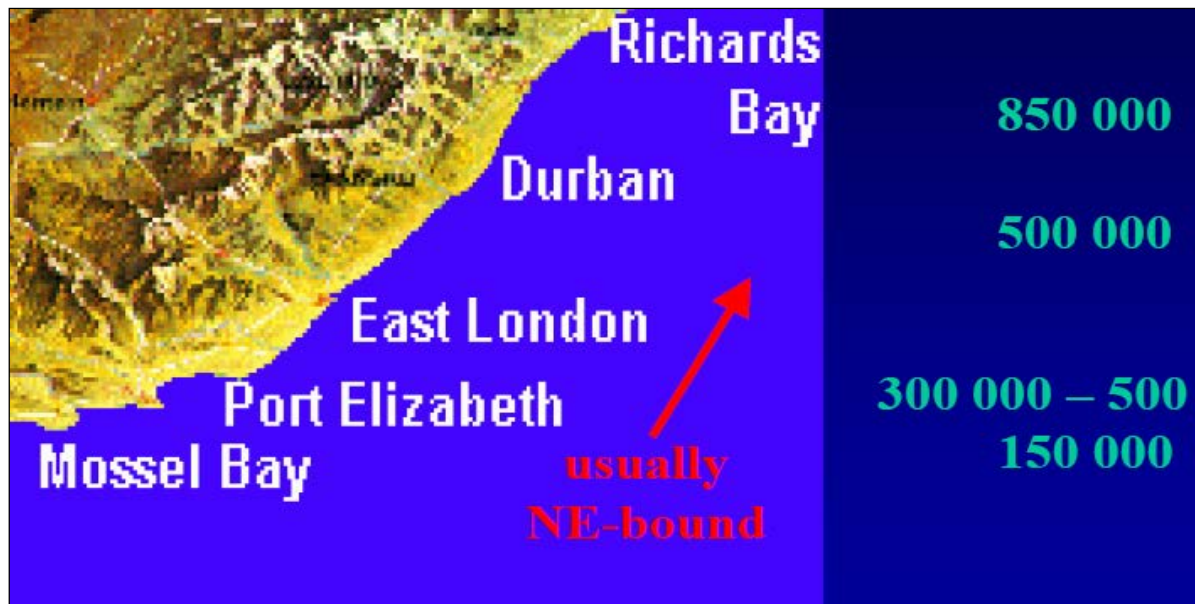 Richards
Bay
850 000
Durban
500 000
East London
Port Elizabeth
300 000 – 500
Mossel Bay
150 000
usually
NE-bound